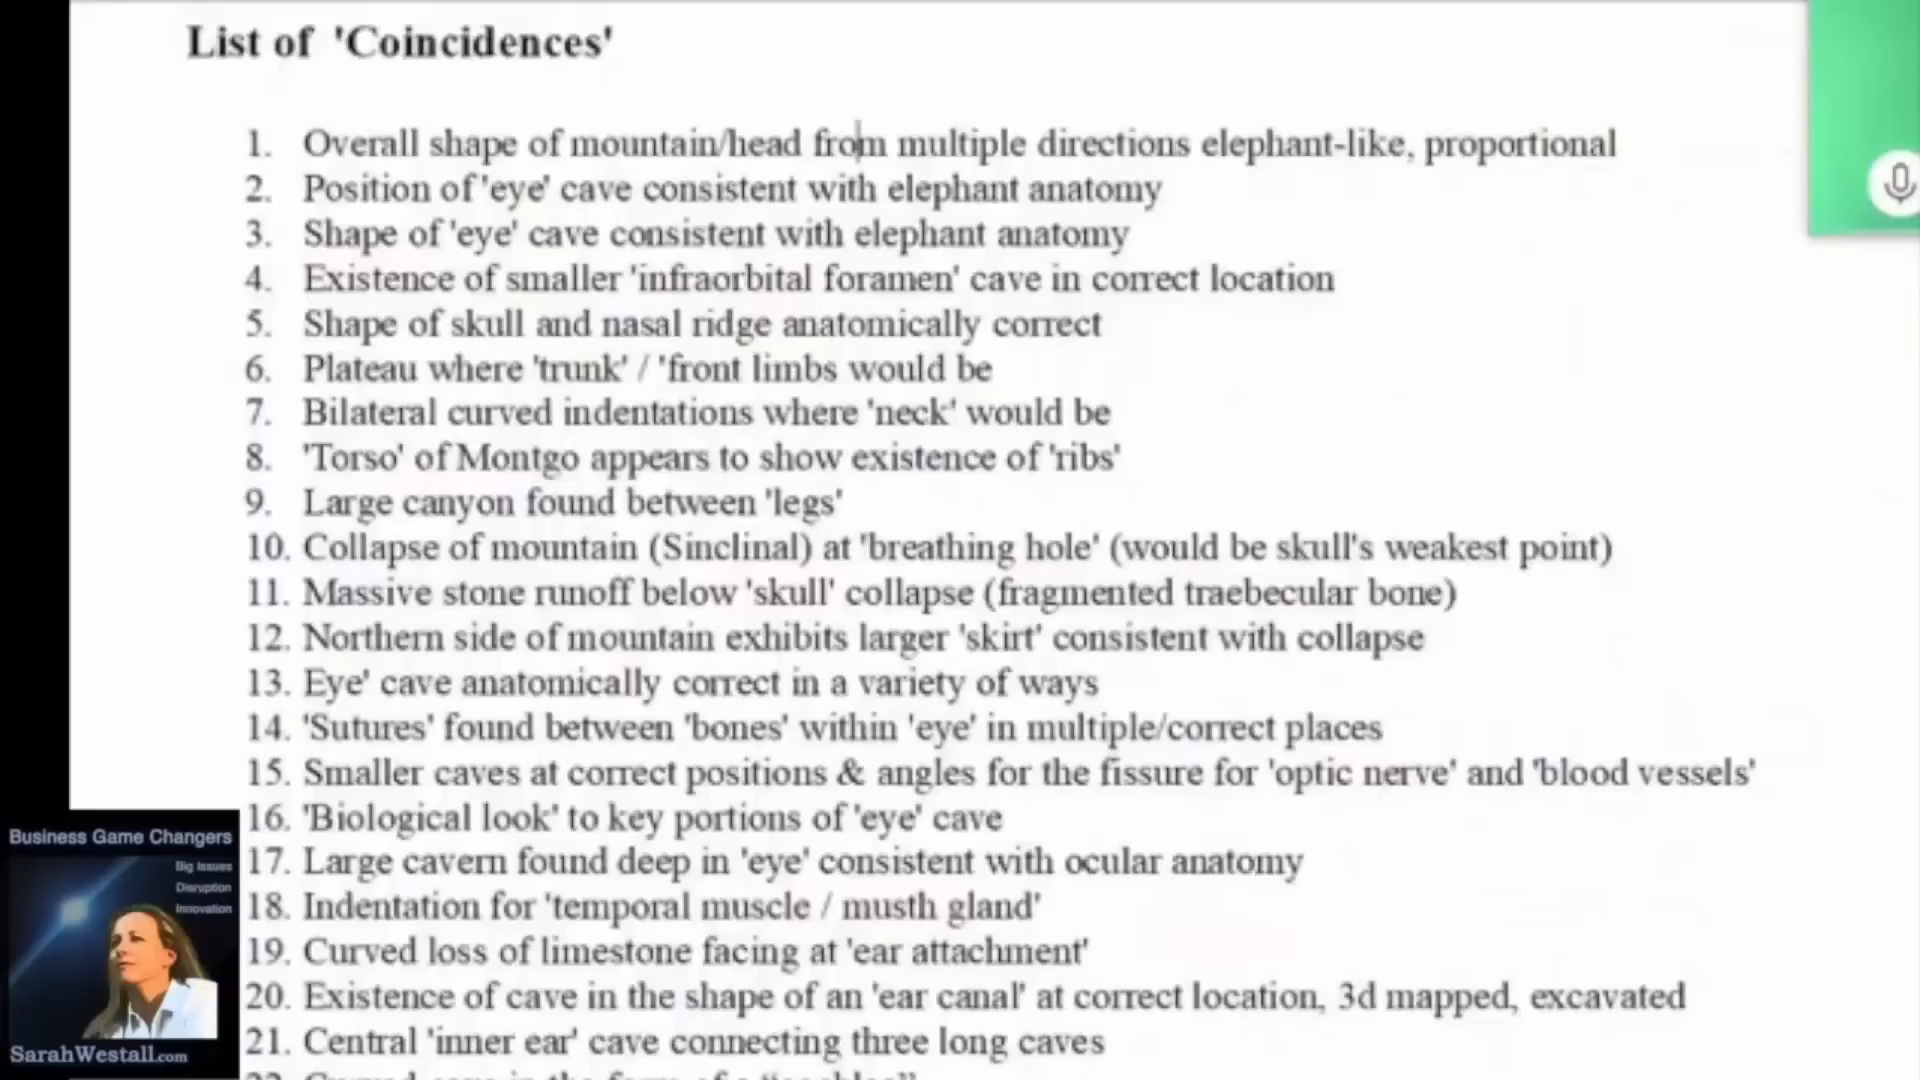 List of 'Coincidences'
1. Overall shape of mountain/head from multiple directions elephant-like, proportional
2. Position of 'eye' cave consistent with elephant anatomy
3. Shape of 'eye' cave consistent with elephant anatomy
4. Existence of smaller 'infraorbital foramen' cave in correct location
5. Shape of skull and nasal ridge anatomically correct
6. Plateau where 'trunk' / 'front limbs would be
7. Bilateral curved indentations where 'neck' would be
8. 'Torso' of Montgo appears to show existence of 'ribs'
9. Large canyon found between 'legs'
10. Collapse of mountain (Sinclinal) at 'breathing hole' (would be skull's weakest point)
11. Massive stone runoff below 'skull' collapse (fragmented traebecular bone)
12. Northern side of mountain exhibits larger 'skirt' consistent with collapse
13. Eye' cave anatomically correct in a variety of ways
14. 'Sutures' found between 'bones' within 'eye' in multiple/correct places
15. Smaller caves at correct positions & angles for the fissure for 'optic nerve' and 'blood vessels'
16. 'Biological look' to key portions of 'eye' cave
17. Large cavern found deep in 'eye' consistent with ocular anatomy
18. Indentation for 'temporal muscle / musth gland'
19. Curved loss of limestone facing at 'ear attachment'
20. Existence of cave in the shape of an 'ear canal' at correct location, 3d mapped, excavated
21. Central 'inner ear' cave connecting three long caves
Business Game Changers
Big Issues
Disruption
Innovation
SarahWestall.com